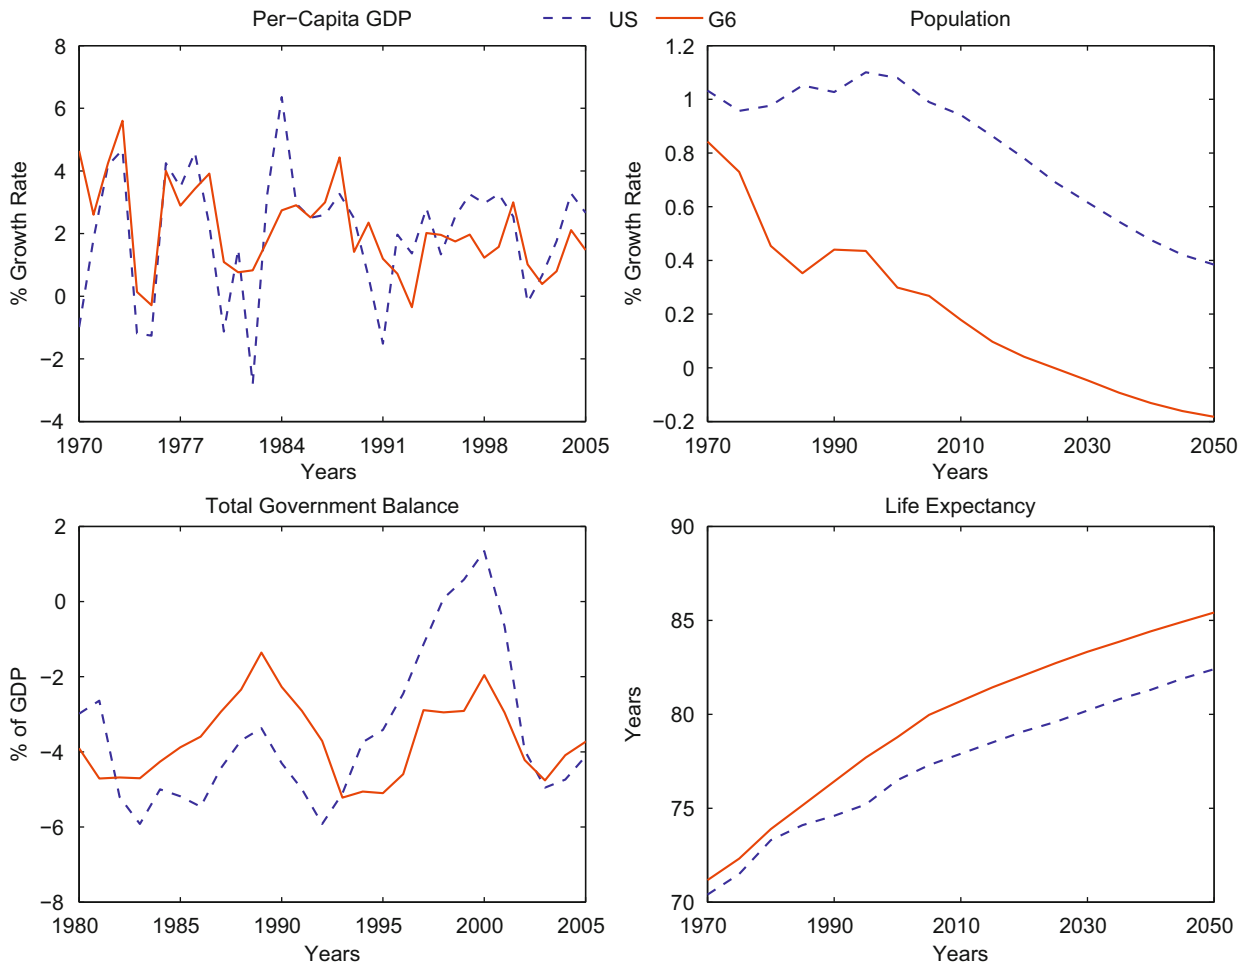 Per−Capita GDP
US
G6
Population
8
6
4
2
0
−2
−4
% Growth Rate
1970 1977 1984 1991 1998 2005
Years
1.2
1
0.8
0.6
0.4
0.2
0
−0.2
% Growth Rate
1970 1990 2010 2030 2050
Years
Total Government Balance
2
0
−2
−4
−6
−8
% of GDP
1980 1985 1990 1995 2000 2005
Years
Life Expectancy
90
85
80
75
70
Years
1970 1990 2010 2030 2050
Years